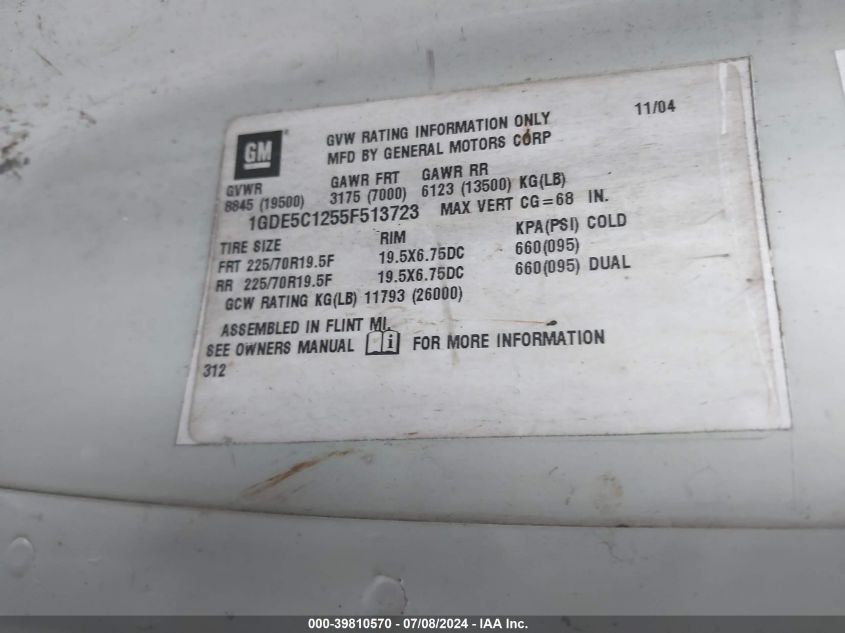 11/04
GM
GVW RATING INFORMATION ONLY
MFD BY GENERAL MOTORS CORP
GVWR GAWR FRT GAWR RR
8845 (19500) 3175 (7000) 6123 (13500) KG(LB)
1GDE5C1255F513723 MAX VERT CG=68 IN.
TIRE SIZE RIM KPA(PSI) COLD
FRT 225/70R19.5F 19.5X6.75DC 660(095)
RR 225/70R19.5F 19.5X6.75DC 660(095) DUAL
GCW RATING KG(LB) 11793 (26000)
ASSEMBLED IN FLINT MI.
SEE OWNERS MANUAL i FOR MORE INFORMATION
312
000-39810570 - 07/08/2024 - IAA Inc.